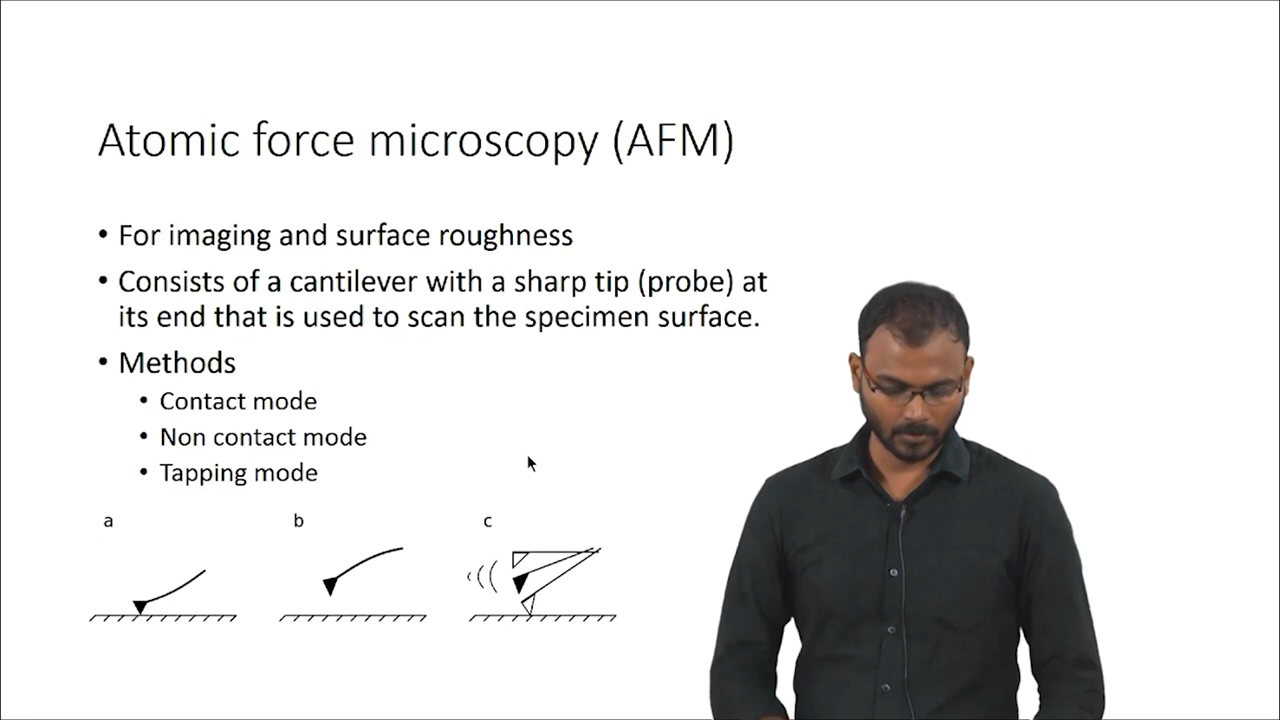 Atomic force microscopy (AFM)
• For imaging and surface roughness
• Consists of a cantilever with a sharp tip (probe) at
its end that is used to scan the specimen surface.
• Methods
• Contact mode
• Non contact mode
• Tapping mode
a b c